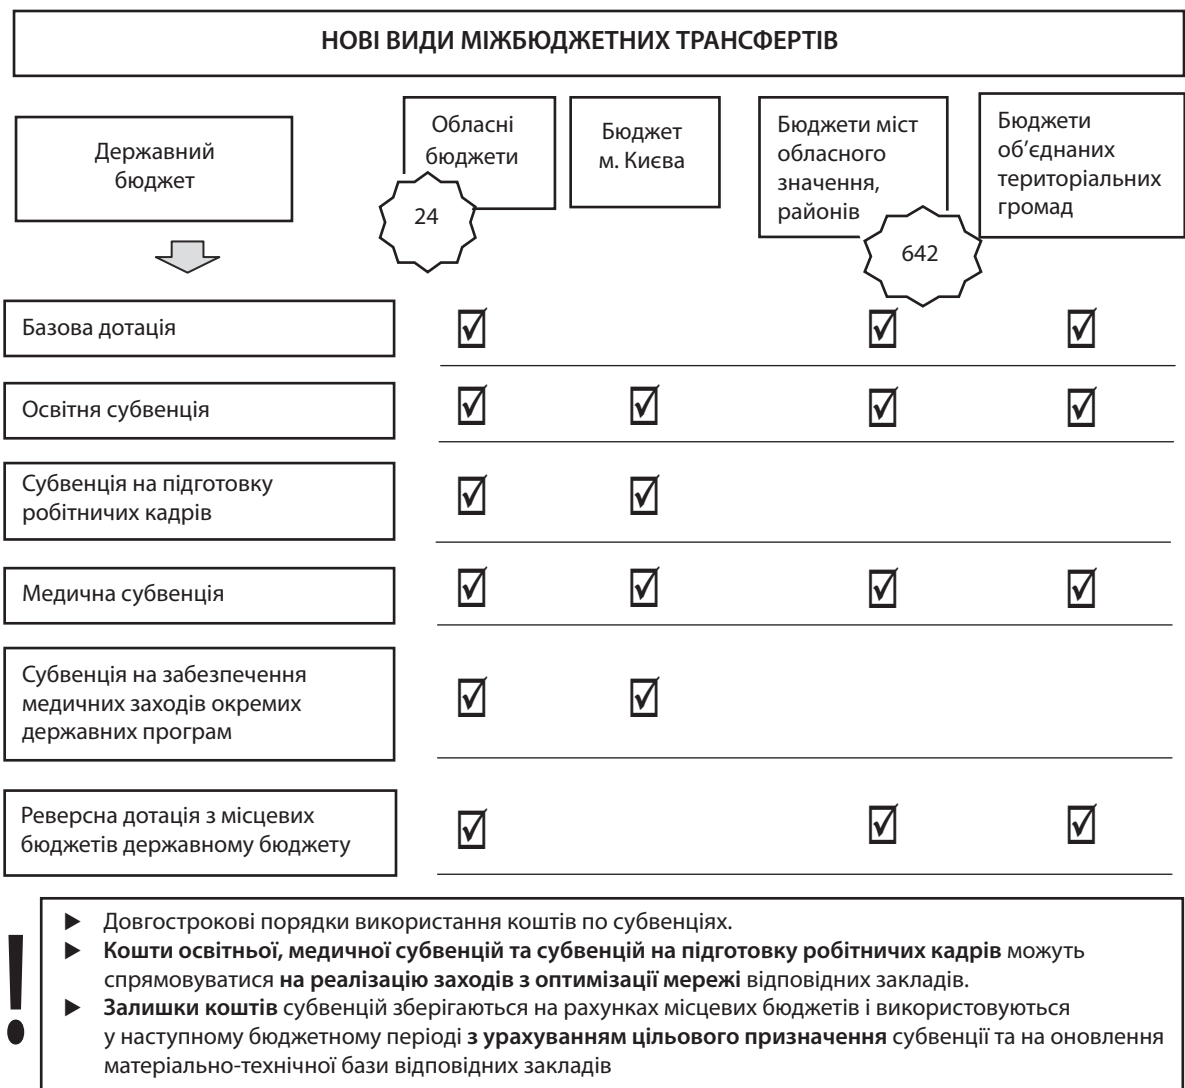 НОВІ ВИДИ МІЖБЮДЖЕТНИХ ТРАНСФЕРТІВ
Державний
бюджет
Обласні
бюджети
24
Бюджет
м. Києва
Бюджети міст
обласного
значення,
районів
642
Бюджети
об’єднаних
територіальних
громад
Базова дотація
Освітня субвенція
Субвенція на підготовку
робітничих кадрів
Медична субвенція
Субвенція на забезпечення
медичних заходів окремих
державних програм
Реверсна дотація з місцевих
бюджетів державному бюджету
!
▶ Довгострокові порядки використання коштів по субвенціях.
▶ Кошти освітньої, медичної субвенцій та субвенцій на підготовку робітничих кадрів можуть
спрямовуватися на реалізацію заходів з оптимізації мережі відповідних закладів.
▶ Залишки коштів субвенцій зберігаються на рахунках місцевих бюджетів і використовуються
у наступному бюджетному періоді з урахуванням цільового призначення субвенції та на оновлення
матеріально-технічної бази відповідних закладів